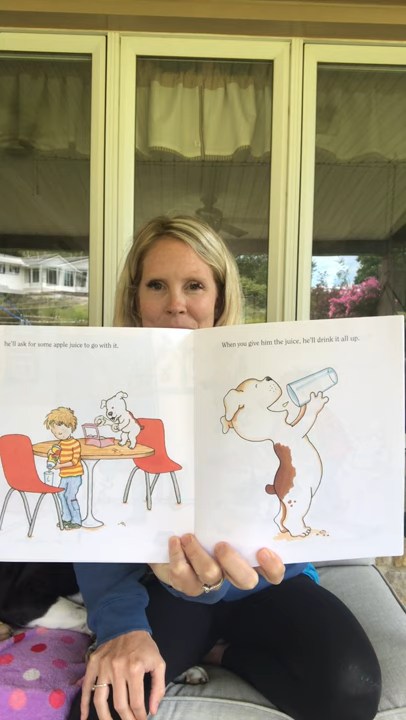 he'll ask for some apple juice to go with it.
When you give him the juice, he'll drink it all up.